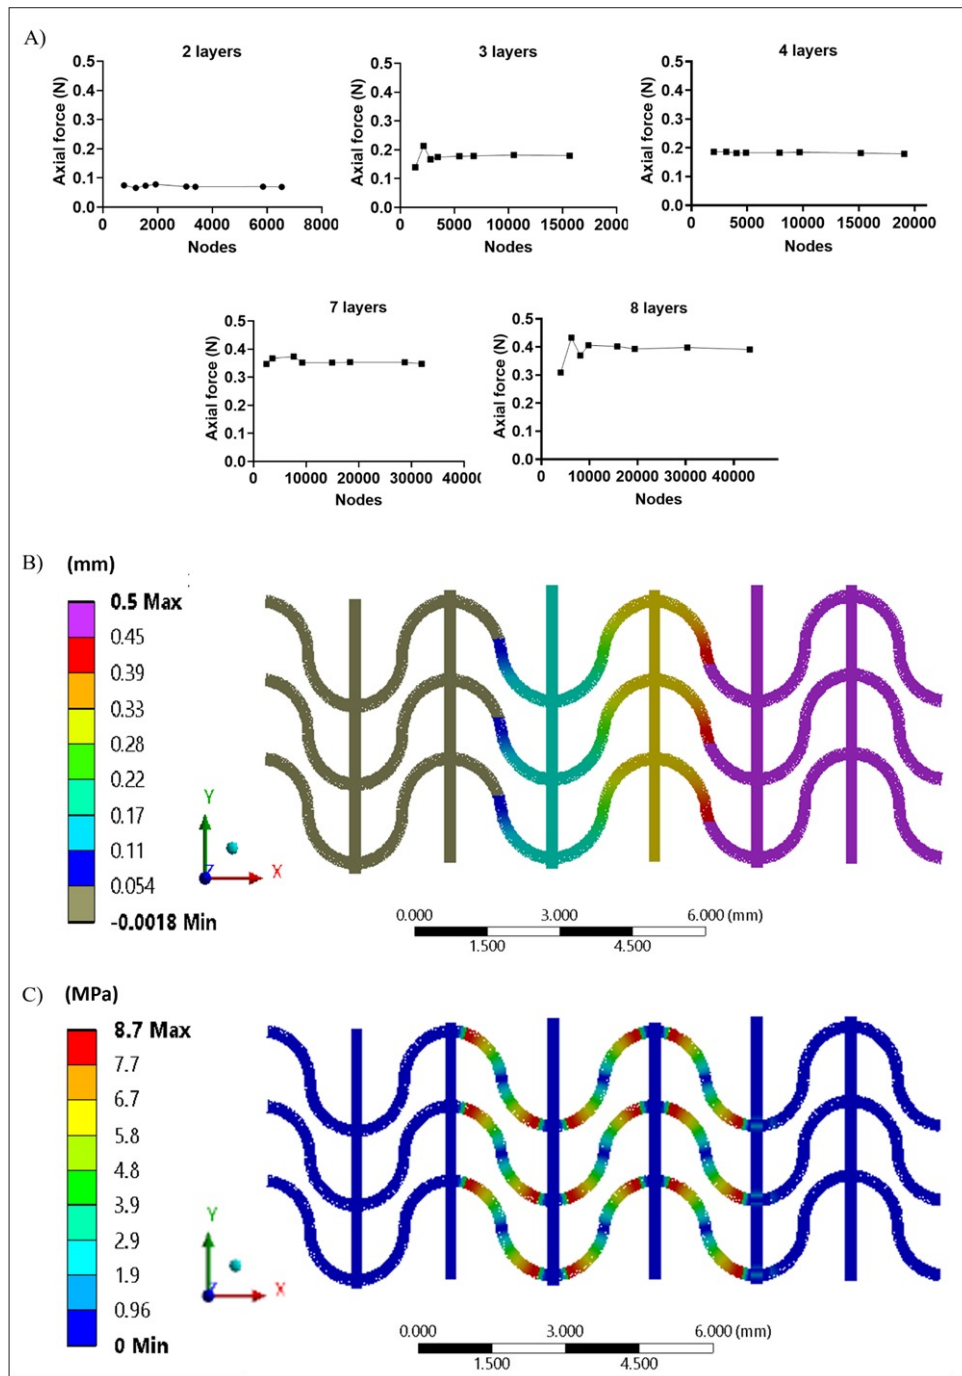 A)
2 layers
Axial force (N)
0.5
0.4
0.3
0.2
0.1
0.0
0 2000 4000 6000 8000
Nodes
3 layers
Axial force (N)
0.5
0.4
0.3
0.2
0.1
0.0
0 5000 10000 15000 2000
Nodes
4 layers
Axial force (N)
0.5
0.4
0.3
0.2
0.1
0.0
0 5000 10000 15000 20000
Nodes
7 layers
Axial force (N)
0.5
0.4
0.3
0.2
0.1
0.0
0 10000 20000 30000 4000
Nodes
8 layers
Axial force (N)
0.5
0.4
0.3
0.2
0.1
0.0
0 10000 20000 30000 40000
Nodes
B) (mm)
0.5 Max
0.45
0.39
0.33
0.28
0.22
0.17
0.11
0.054
-0.0018 Min
Y
Z X
0.000 3.000 6.000 (mm)
1.500 4.500
C) (MPa)
8.7 Max
7.7
6.7
5.8
4.8
3.9
2.9
1.9
0.96
0 Min
Y
Z X
0.000 3.000 6.000 (mm)
1.500 4.500